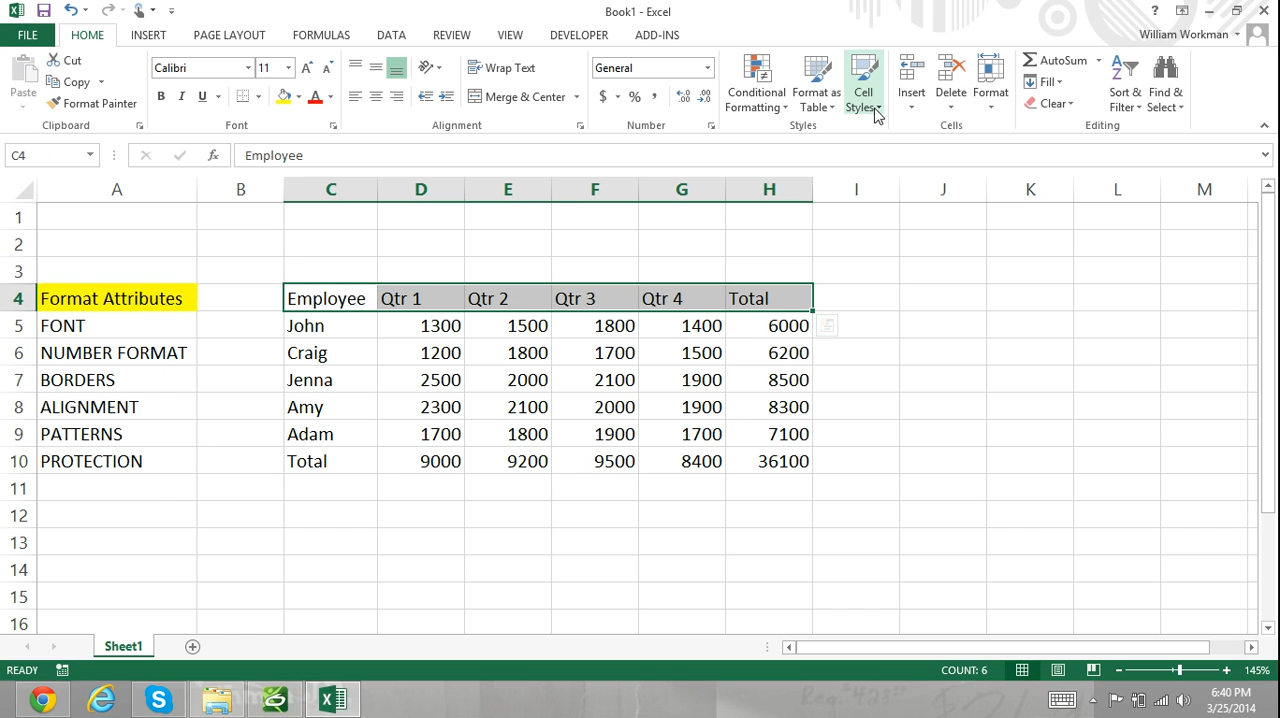 Book1 - Excel
?
FILE HOME INSERT PAGE LAYOUT FORMULAS DATA REVIEW VIEW DEVELOPER ADD-INS William Workman
Paste
Cut
Copy
Format Painter
Clipboard
Calibri 11
B I U
Font
Wrap Text
Merge & Center
Alignment
General
$ % ,
Number
Conditional Formatting
Format as Table
Cell Styles
Styles
Insert
Delete
Format
Cells
AutoSum
Fill
Clear
Sort & Filter
Find & Select
Editing
C4 fx Employee
A B C D E F G H I J K L M
1
2
3
4 Format Attributes Employee Qtr 1 Qtr 2 Qtr 3 Qtr 4 Total
5 FONT John 1300 1500 1800 1400 6000
6 NUMBER FORMAT Craig 1200 1800 1700 1500 6200
7 BORDERS Jenna 2500 2000 2100 1900 8500
8 ALIGNMENT Amy 2300 2100 2000 1900 8300
9 PATTERNS Adam 1700 1800 1900 1700 7100
10 PROTECTION Total 9000 9200 9500 8400 36100
11
12
13
14
15
16
Sheet1
READY COUNT: 6 145%
6:40 PM
3/25/2014